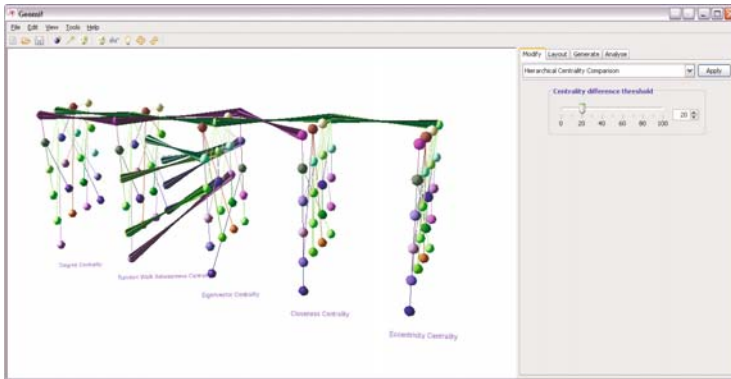 Geomi!
File Edit View Tools Help
Modify Layout Generate Analyse
Hierarchical Centrality Comparison
Apply
Centrality difference threshold
0 20 40 60 80 100
20
Degree Centrality
Random Walk Betweenness Centrality
Eigenvector Centrality
Closeness Centrality
Eccentricity Centrality